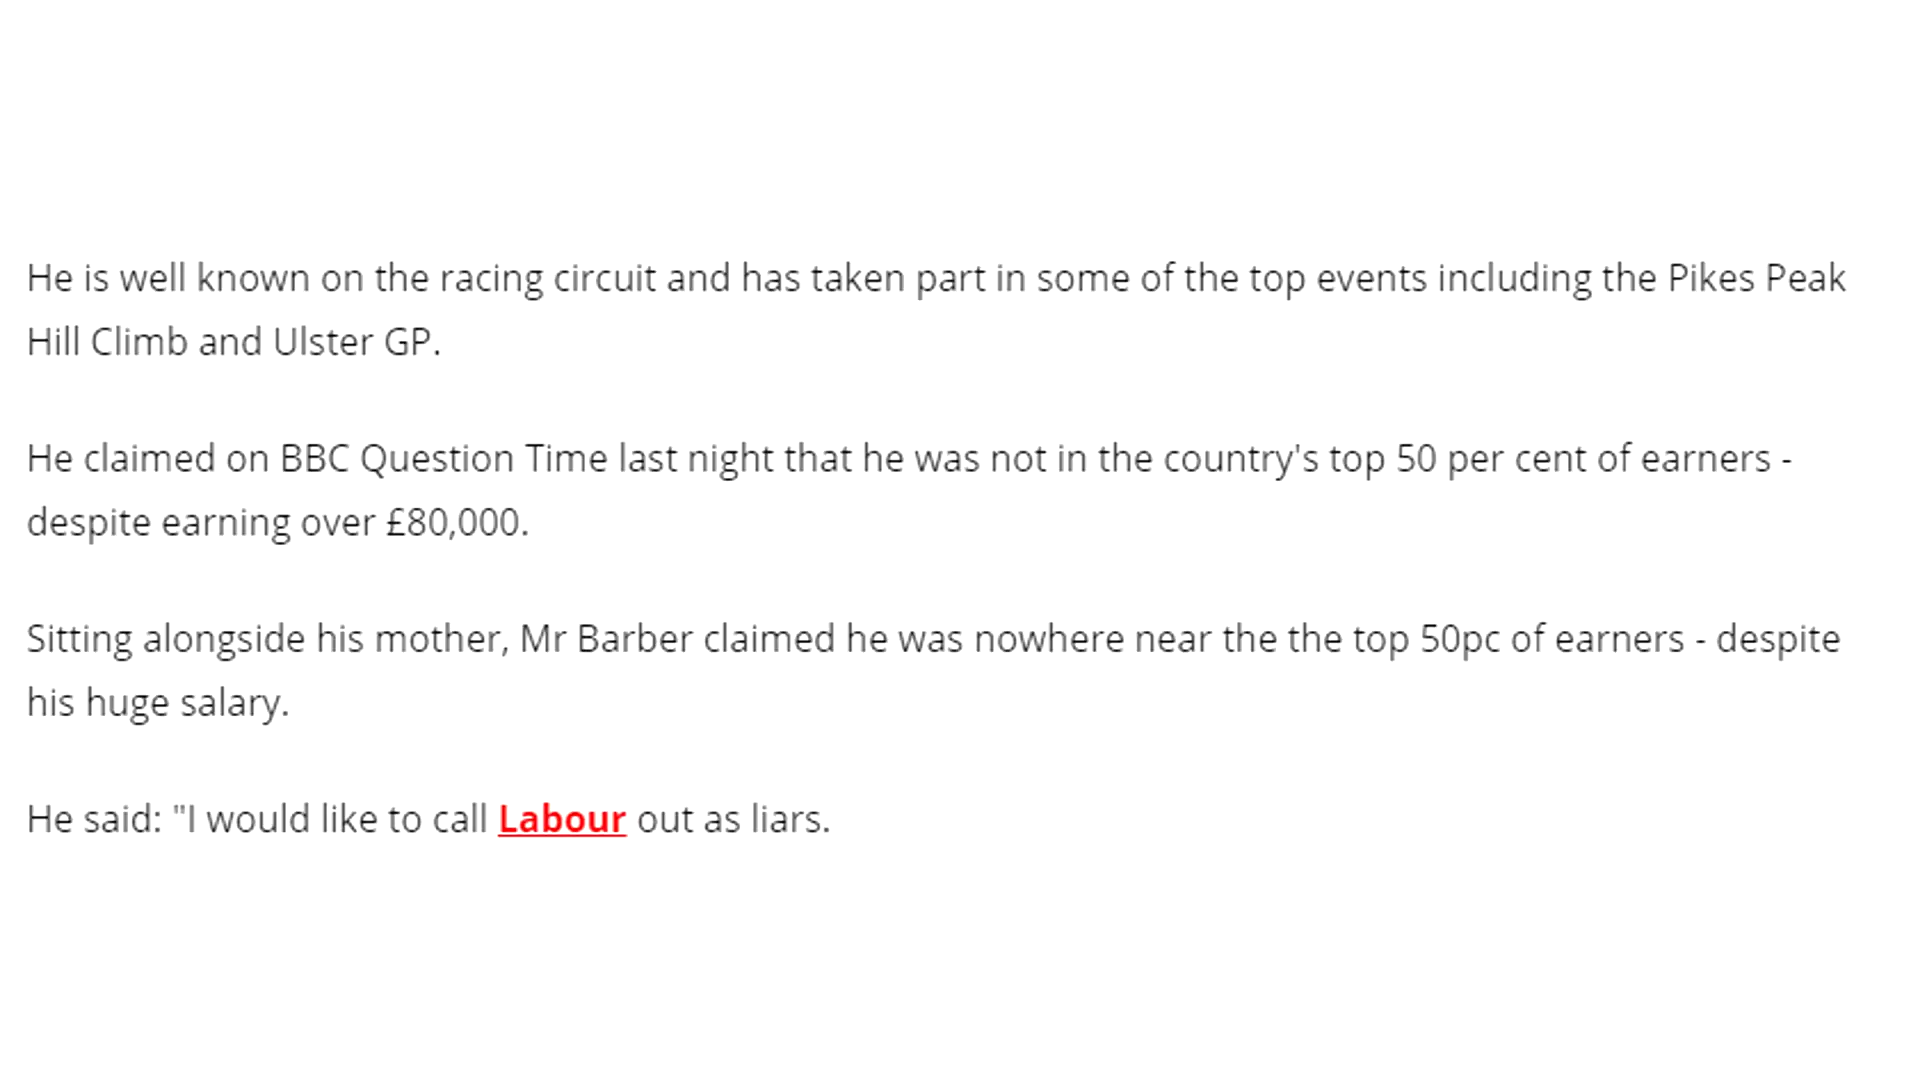 He is well known on the racing circuit and has taken part in some of the top events including the Pikes Peak
Hill Climb and Ulster GP.
He claimed on BBC Question Time last night that he was not in the country's top 50 per cent of earners -
despite earning over £80,000.
Sitting alongside his mother, Mr Barber claimed he was nowhere near the the top 50pc of earners - despite
his huge salary.
He said: "I would like to call Labour out as liars.